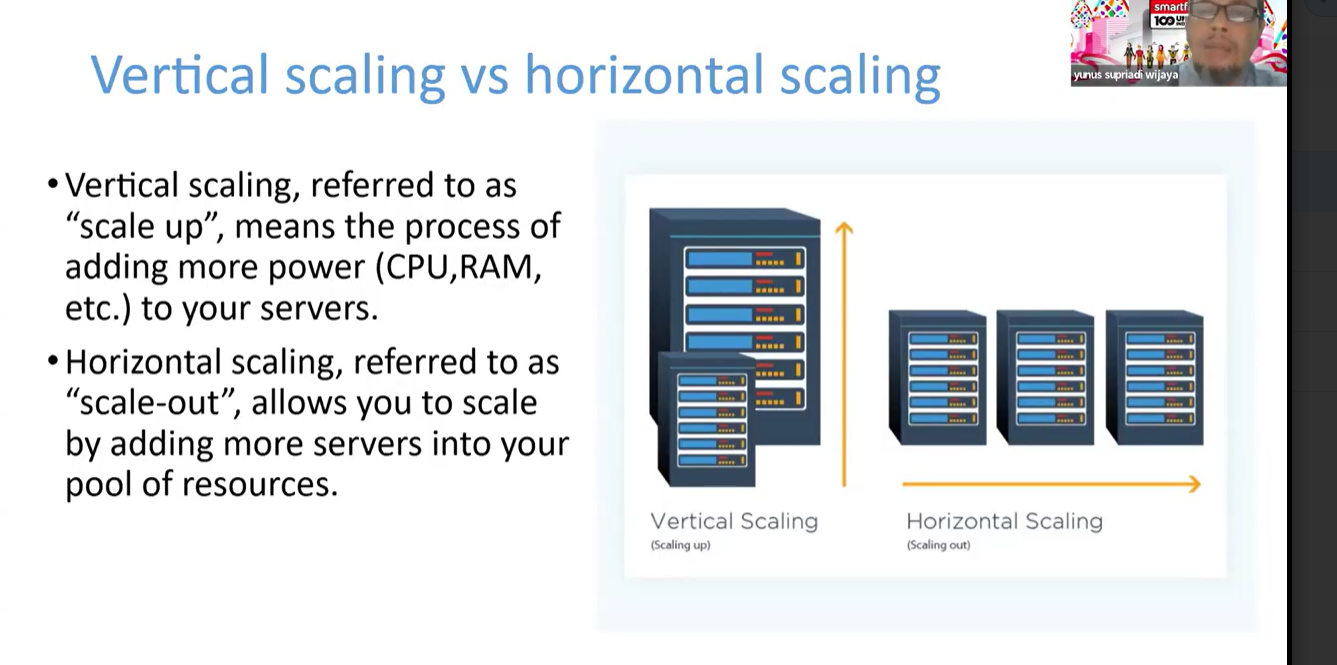 smartf
100
yunus supriadi wijaya
Vertical scaling vs horizontal scaling
• Vertical scaling, referred to as
“scale up”, means the process of
adding more power (CPU,RAM,
etc.) to your servers.
• Horizontal scaling, referred to as
“scale-out”, allows you to scale
by adding more servers into your
pool of resources.
Vertical Scaling
(Scaling up)
Horizontal Scaling
(Scaling out)